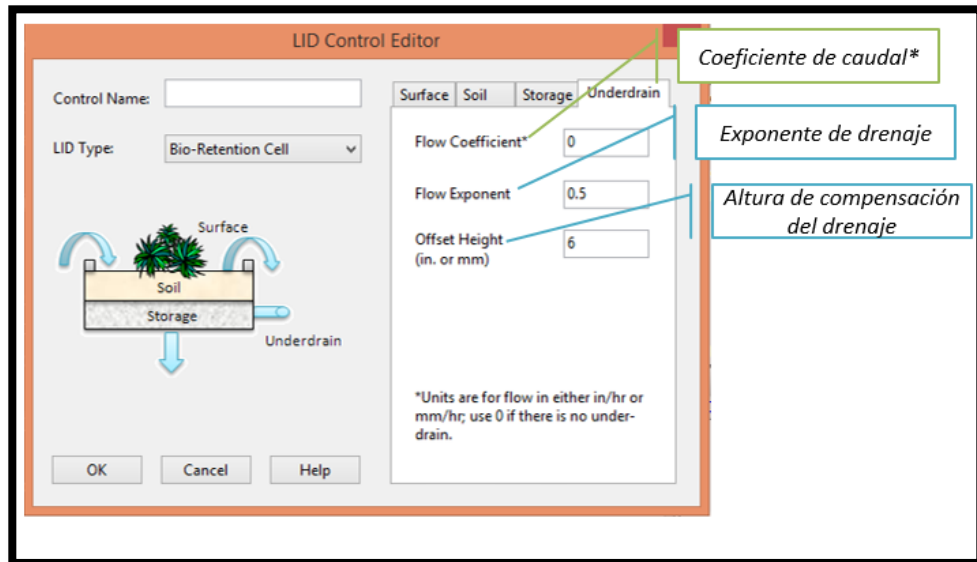 LID Control Editor
Coeficiente de caudal*
Control Name:
Surface Soil Storage Underdrain
LID Type:
Bio-Retention Cell
Flow Coefficient*
0
Exponente de drenaje
Flow Exponent
0.5
Altura de compensación
del drenaje
Offset Height
(in. or mm)
6
Surface
Soil
Storage
Underdrain
*Units are for flow in either in/hr or
mm/hr; use 0 if there is no under-
drain.
OK Cancel Help